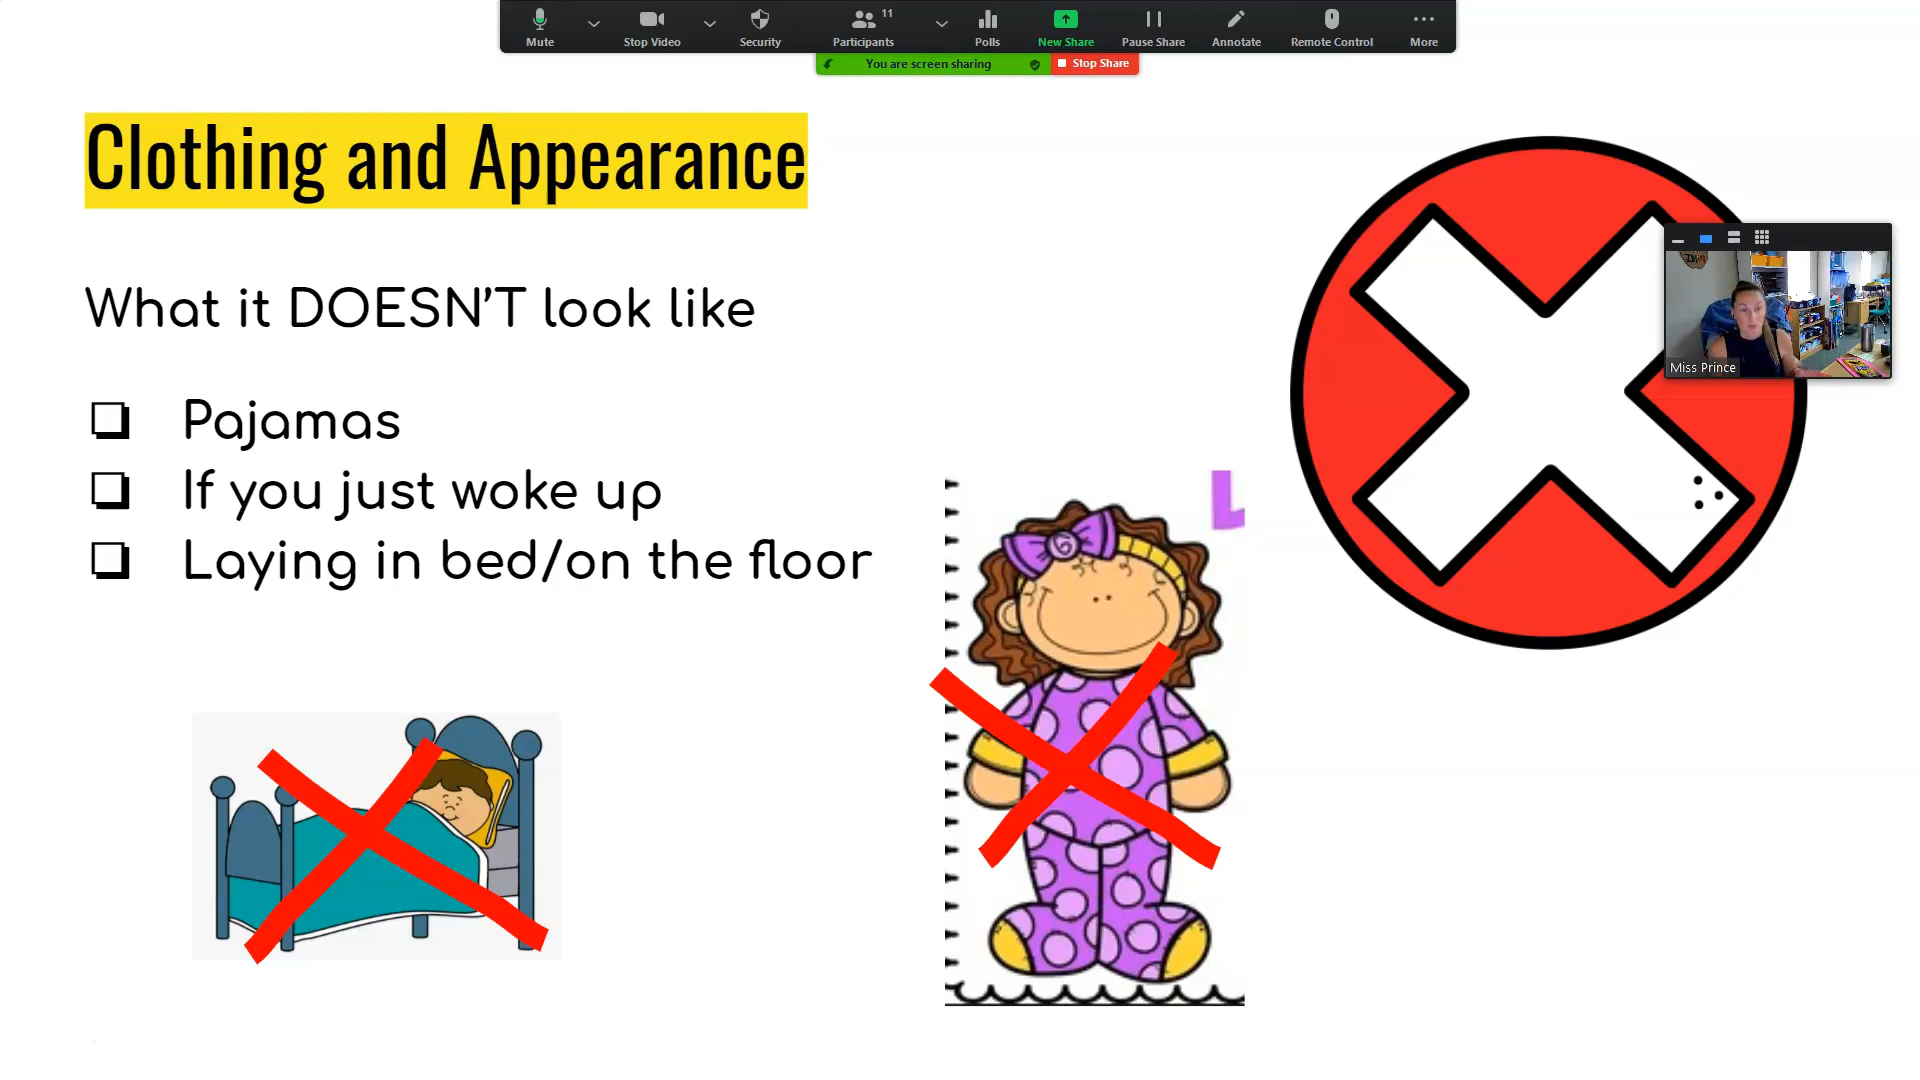 11
Mute
Stop Video
Security
Participants
Polls
New Share
Pause Share
Annotate
Remote Control
More
You are screen sharing
Stop Share
Clothing and Appearance
What it DOESN'T look like
Pajamas
If you just woke up
Laying in bed/on the floor
Miss Prince